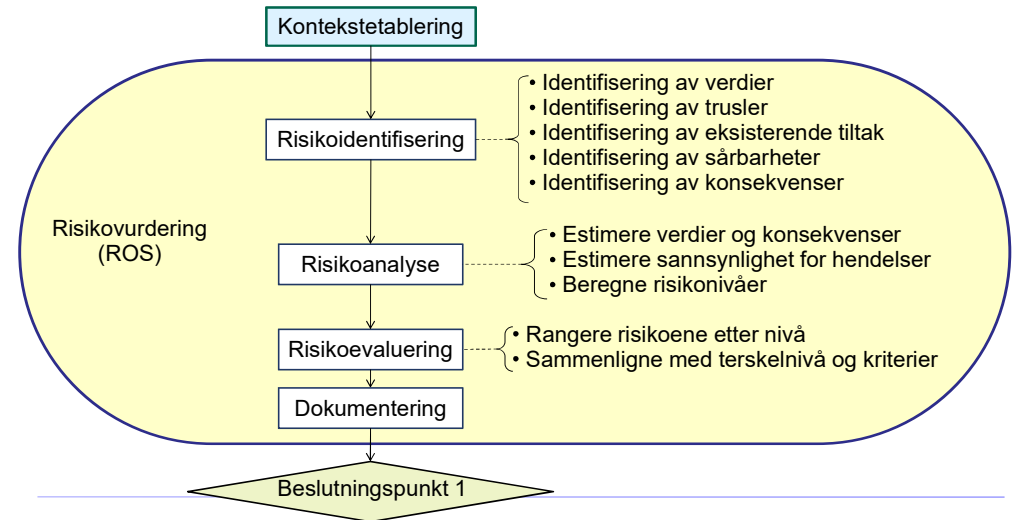 Kontekstetablering
Risikoidentifisering
• Identifisering av verdier
• Identifisering av trusler
• Identifisering av eksisterende tiltak
• Identifisering av sårbarheter
• Identifisering av konsekvenser
Risikovurdering
(ROS)
Risikoanalyse
• Estimere verdier og konsekvenser
• Estimere sannsynlighet for hendelser
• Beregne risikonivåer
Risikoevaluering
• Rangere risikoene etter nivå
• Sammenligne med terskelnivå og kriterier
Dokumentering
Beslutningspunkt 1